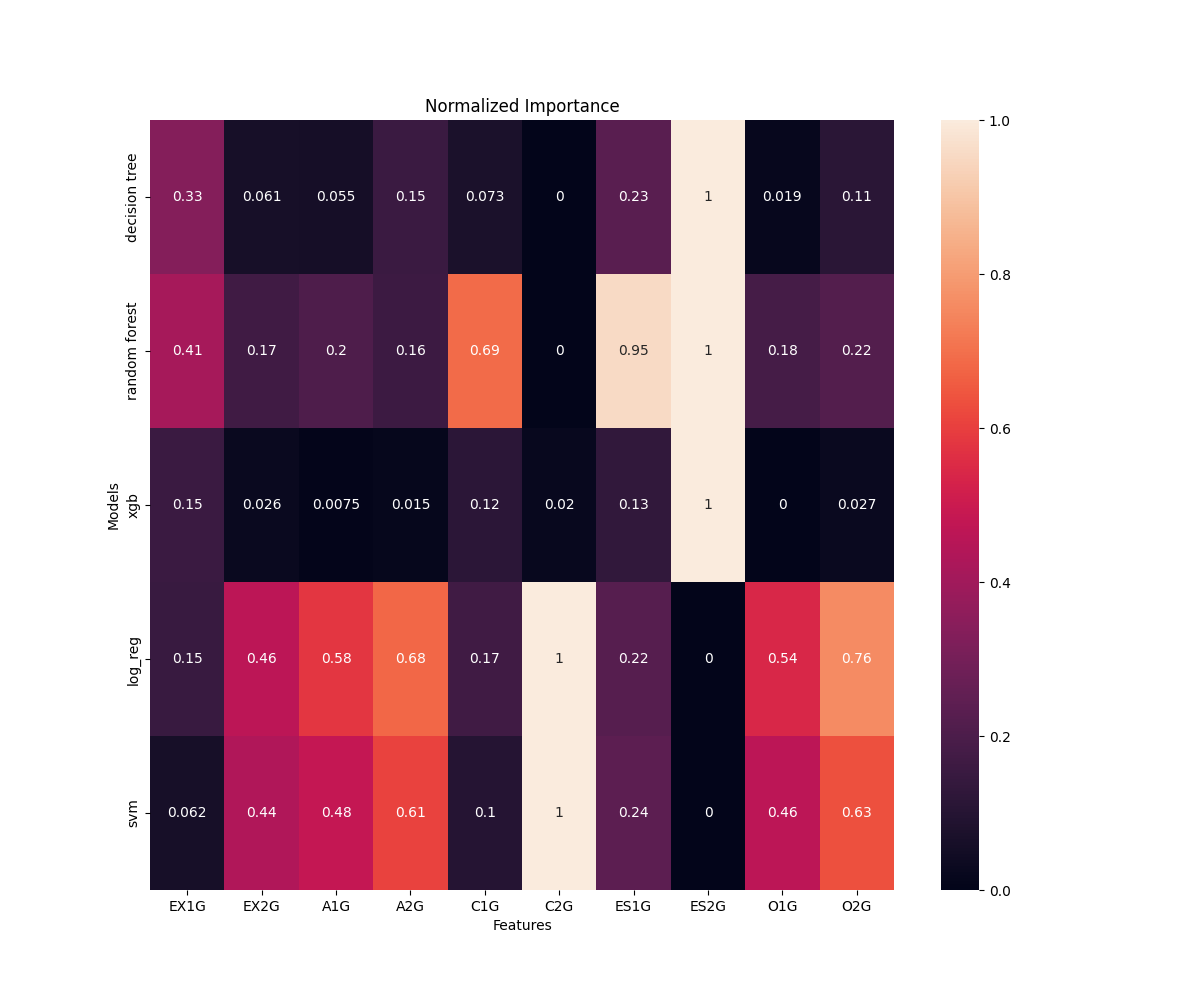 Normalized Importance
decision tree 0.33 0.061 0.055 0.15 0.073 0 0.23 1 0.019 0.11
random forest 0.41 0.17 0.2 0.16 0.69 0 0.95 1 0.18 0.22
Models
xgb 0.15 0.026 0.0075 0.015 0.12 0.02 0.13 1 0 0.027
log_reg 0.15 0.46 0.58 0.68 0.17 1 0.22 0 0.54 0.76
svm 0.062 0.44 0.48 0.61 0.1 1 0.24 0 0.46 0.63
EX1G EX2G A1G A2G C1G C2G ES1G ES2G O1G O2G
Features
1.0
0.8
0.6
0.4
0.2
0.0